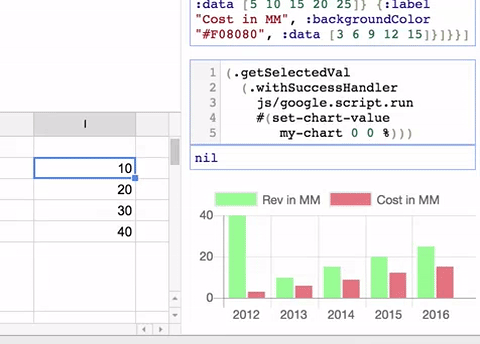 :data [5 10 15 20 25]} {:label
"Cost in MM", :backgroundColor
"#F08080", :data [3 6 9 12 15]}]}}]
1 (.getSelectedVal
2 (.withSuccessHandler
3 js/google.script.run
4 #(set-chart-value
5 my-chart 0 0 %)))
nil
I
10
20
30
40
Rev in MM Cost in MM
40
20
0
2012 2013 2014 2015 2016